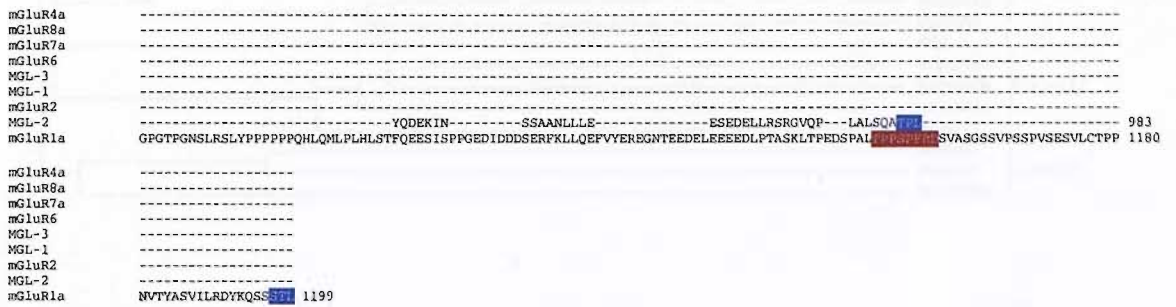 mGluR4a ------------------------------------------------------------------------------------------------------------------------
mGluR8a ------------------------------------------------------------------------------------------------------------------------
mGluR7a ------------------------------------------------------------------------------------------------------------------------
mGluR6 ------------------------------------------------------------------------------------------------------------------------
MGL-3 ------------------------------------------------------------------------------------------------------------------------
MGL-1 ------------------------------------------------------------------------------------------------------------------------
mGluR2 ------------------------------------------------------------------------------------------------------------------------
MGL-2 -------------------------------YQDEKIN---------SSAANLLLE--------------ESEDELLRSRGVQP---LALSQATPL------------------------ 983
mGluR1a GPGTPGNSLRSLYPPPPPPQHLQMLPLHLSTFQEESISPPGEDIDDDSERFKLLQEFVYEREGNTEEDELEEEEDLPTASKLTPEDSPALTPPSPFRDSVASGSSVPSSPVSESVLCTPP 1180
mGluR4a -------------------
mGluR8a -------------------
mGluR7a -------------------
mGluR6 -------------------
MGL-3 -------------------
MGL-1 -------------------
mGluR2 -------------------
MGL-2 -------------------
mGluR1a NVTYASVILRDYKQSSSTL 1199